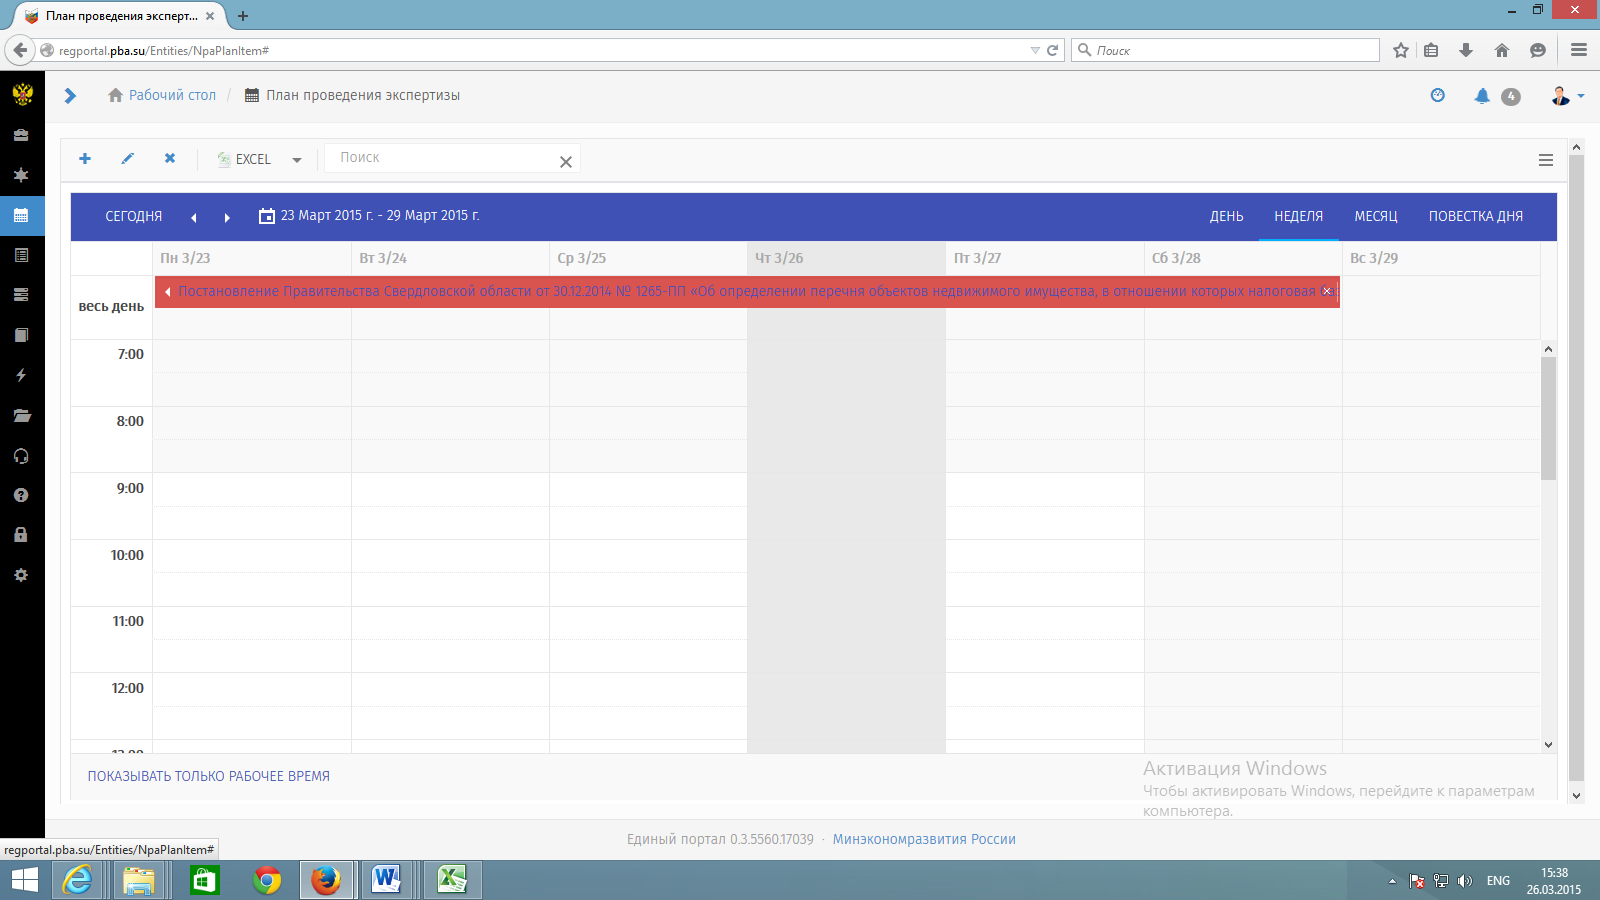 План проведения эксперт...
regportal.pba.su/Entities/NpaPlanItem#
Поиск
Рабочий стол / План проведения экспертизы
4
EXCEL
Поиск
СЕГОДНЯ
23 Март 2015 г. - 29 Март 2015 г.
ДЕНЬ НЕДЕЛЯ МЕСЯЦ ПОВЕСТКА ДНЯ
Пн 3/23 Вт 3/24 Ср 3/25 Чт 3/26 Пт 3/27 Сб 3/28 Вс 3/29
Постановление Правительства Свердловской области от 30.12.2014 № 1265-ПП «Об определении перечня объектов недвижимого имущества, в отношении которых налоговая
весь день
7:00
8:00
9:00
10:00
11:00
12:00
ПОКАЗЫВАТЬ ТОЛЬКО РАБОЧЕЕ ВРЕМЯ
Активация Windows
Чтобы активировать Windows, перейдите к параметрам
компьютера.
Единый портал 0.3.5560.17039 · Минэкономразвития России
regportal.pba.su/Entities/NpaPlanItem#
ENG
15:38
26.03.2015